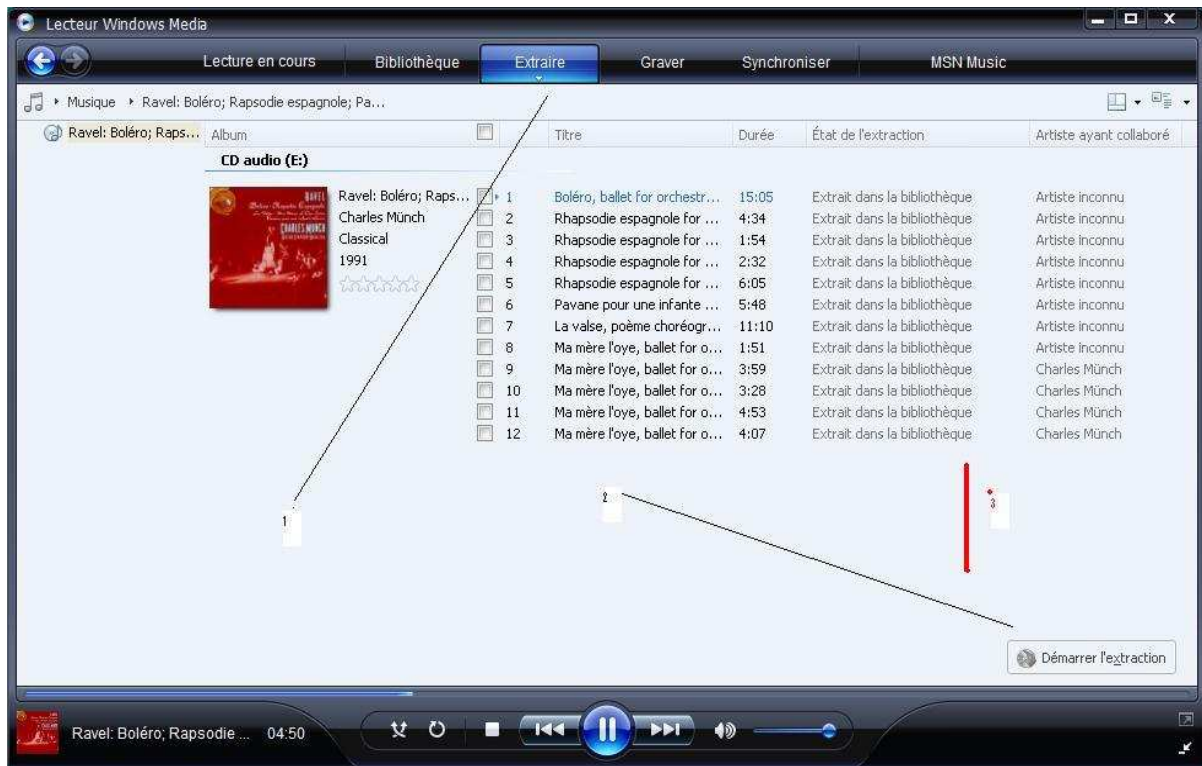 Lecteur Windows Media
Lecture en cours Bibliothèque Extraire Graver Synchroniser MSN Music
Musique Ravel: Boléro; Rapsodie espagnole; Pa...
Ravel: Boléro; Raps... Album Titre Durée État de l'extraction Artiste ayant collaboré
CD audio (E:)
RAVEL
CHARLES MUNCH
Ravel: Boléro; Raps...
Charles Münch
Classical
1991
1 Boléro, ballet for orchestr... 15:05 Extrait dans la bibliothèque Artiste inconnu
2 Rhapsodie espagnole for ... 4:34 Extrait dans la bibliothèque Artiste inconnu
3 Rhapsodie espagnole for ... 1:54 Extrait dans la bibliothèque Artiste inconnu
4 Rhapsodie espagnole for ... 2:32 Extrait dans la bibliothèque Artiste inconnu
5 Rhapsodie espagnole for ... 6:05 Extrait dans la bibliothèque Artiste inconnu
6 Pavane pour une infante ... 5:48 Extrait dans la bibliothèque Artiste inconnu
7 La valse, poème chorégr... 11:10 Extrait dans la bibliothèque Artiste inconnu
8 Ma mère l'oye, ballet for o... 1:51 Extrait dans la bibliothèque Artiste inconnu
9 Ma mère l'oye, ballet for o... 3:59 Extrait dans la bibliothèque Charles Münch
10 Ma mère l'oye, ballet for o... 3:28 Extrait dans la bibliothèque Charles Münch
11 Ma mère l'oye, ballet for o... 4:53 Extrait dans la bibliothèque Charles Münch
12 Ma mère l'oye, ballet for o... 4:07 Extrait dans la bibliothèque Charles Münch
1
2
3
Démarrer l'extraction
Ravel: Boléro; Rapsodie ... 04:50